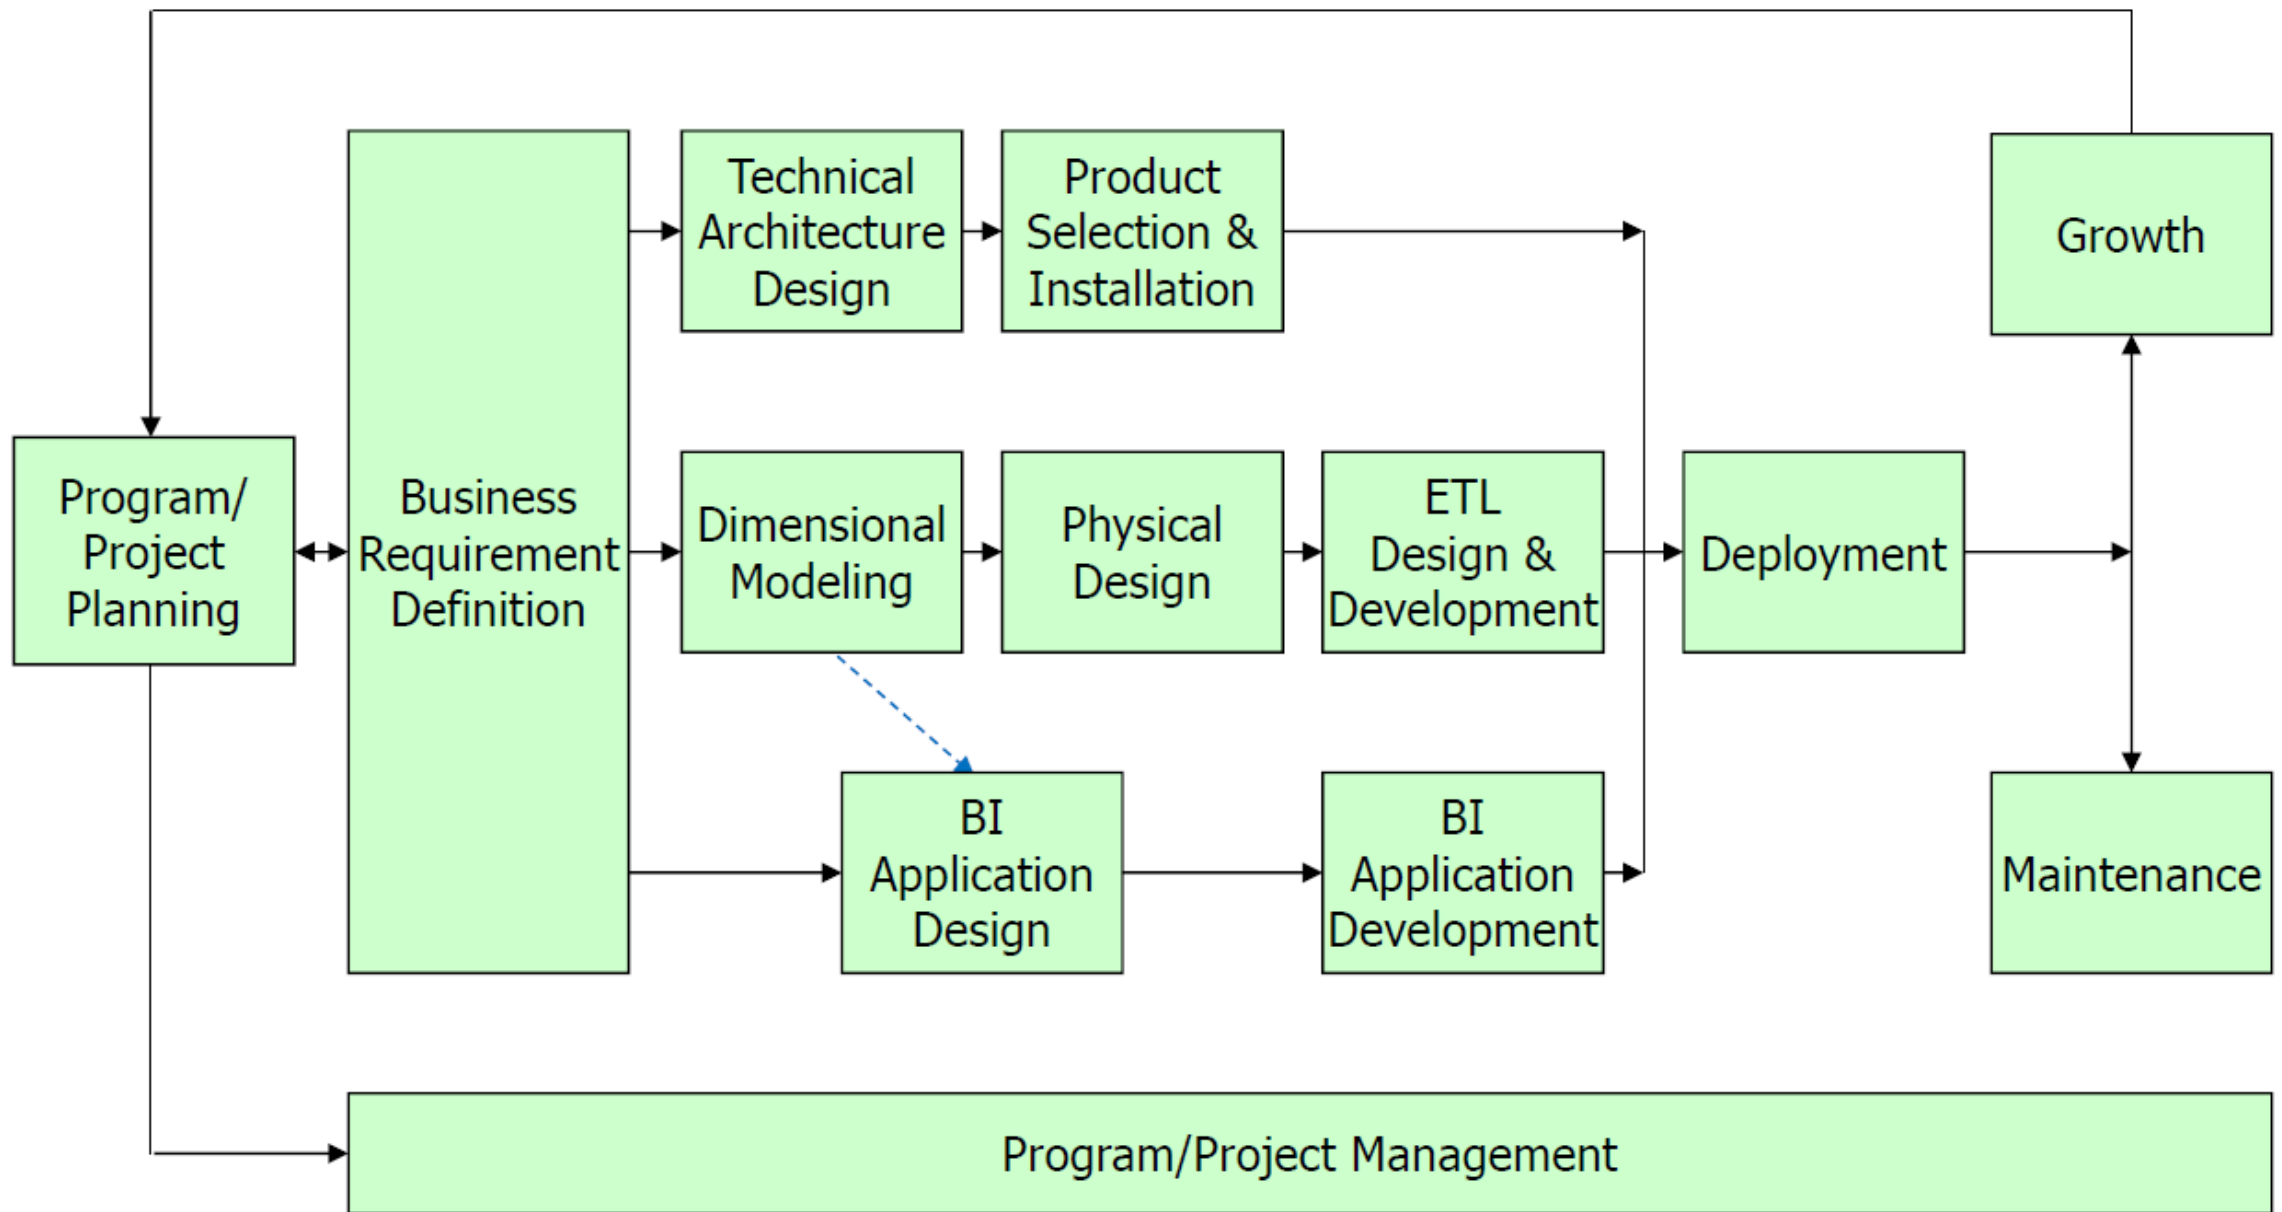 Technical
Architecture
Design
Product
Selection &
Installation
Growth
Program/
Project
Planning
Business
Requirement
Definition
Dimensional
Modeling
Physical
Design
ETL
Design &
Development
Deployment
BI
Application
Design
BI
Application
Development
Maintenance
Program/Project Management